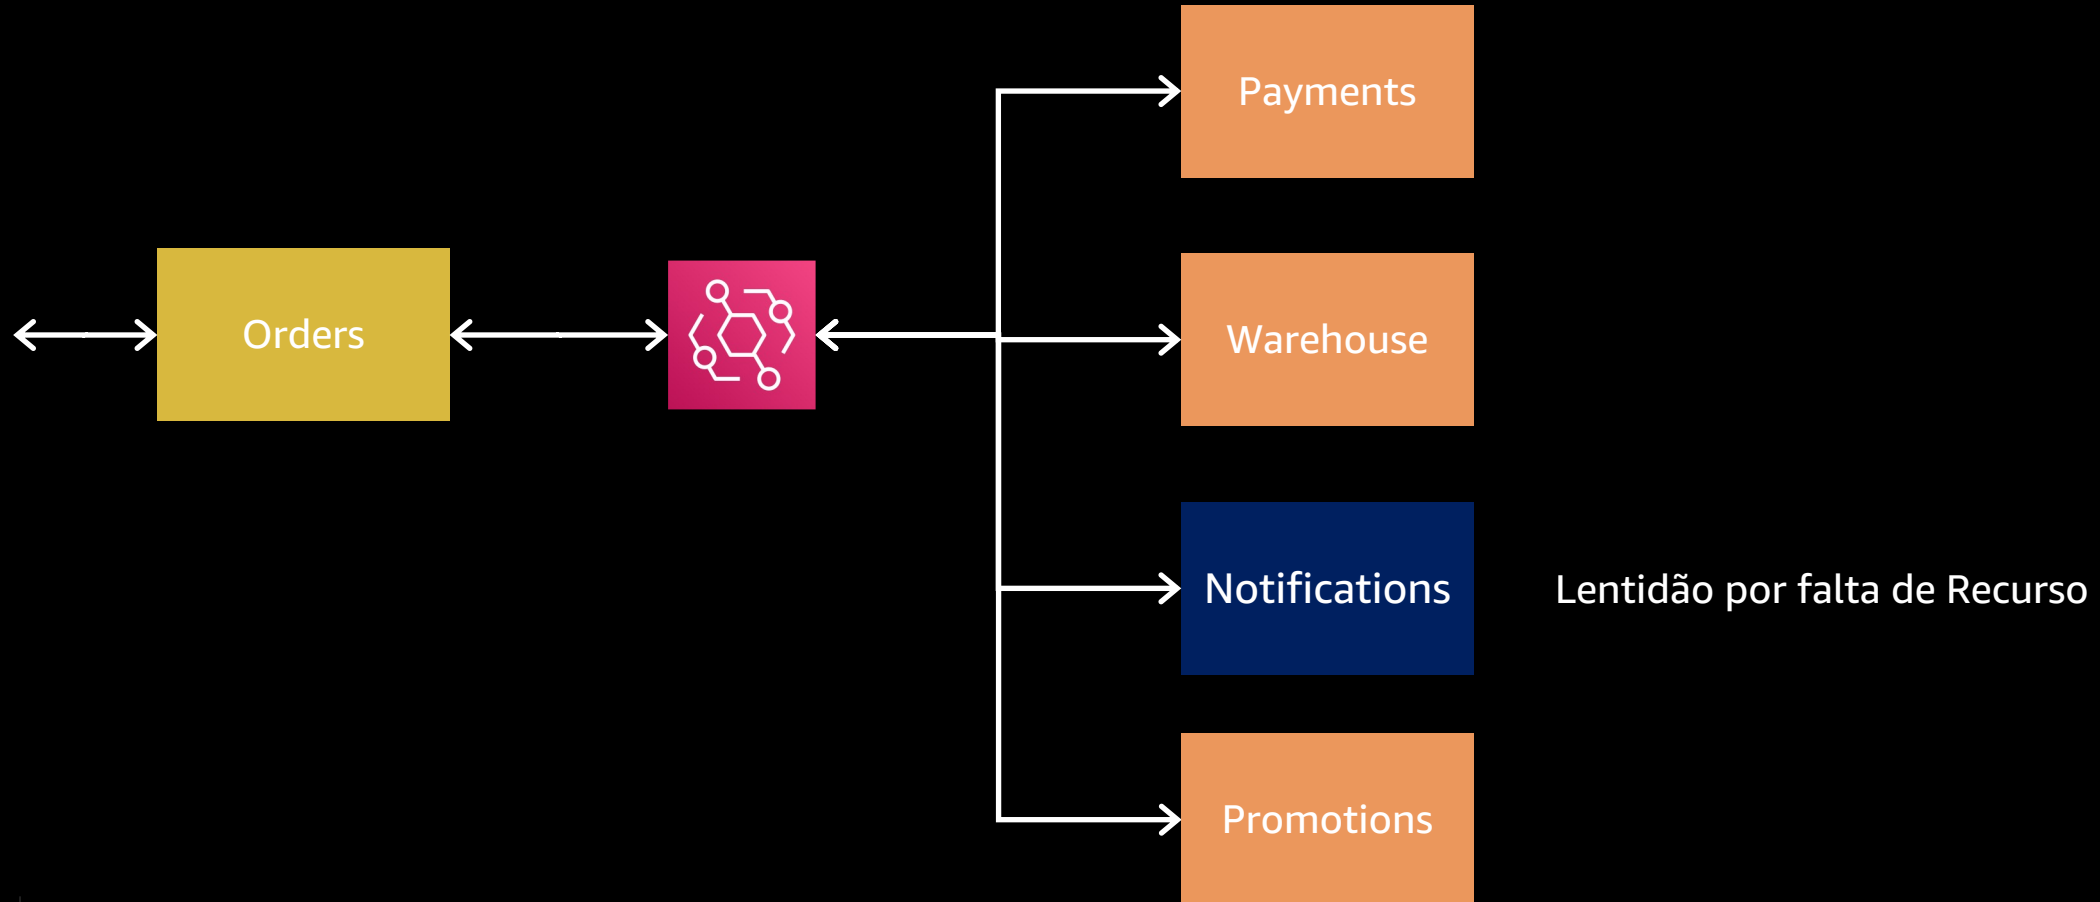 Payments
Orders
Warehouse
Notifications
Lentidão por falta de Recurso
Promotions